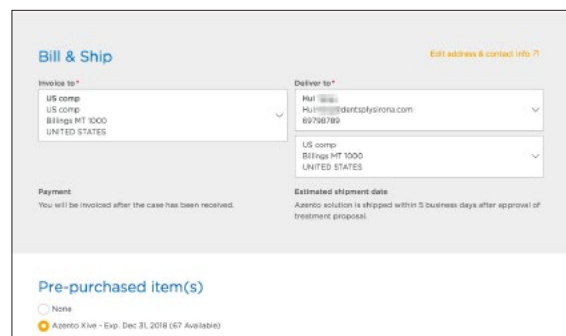 Bill & Ship
Edit address & contact info
Invoice to *
US comp
US comp
Billings MT 1000
UNITED STATES
Deliver to *
Hui
Hui dentsplysirona.com
69798789
US comp
Billings MT 1000
UNITED STATES
Payment
You will be invoiced after the case has been received.
Estimated shipment date
Azento solution is shipped within 5 business days after approval of
treatment proposal.
Pre-purchased item(s)
None
Azento Xive - Exp. Dec 31, 2018 (67 Available)